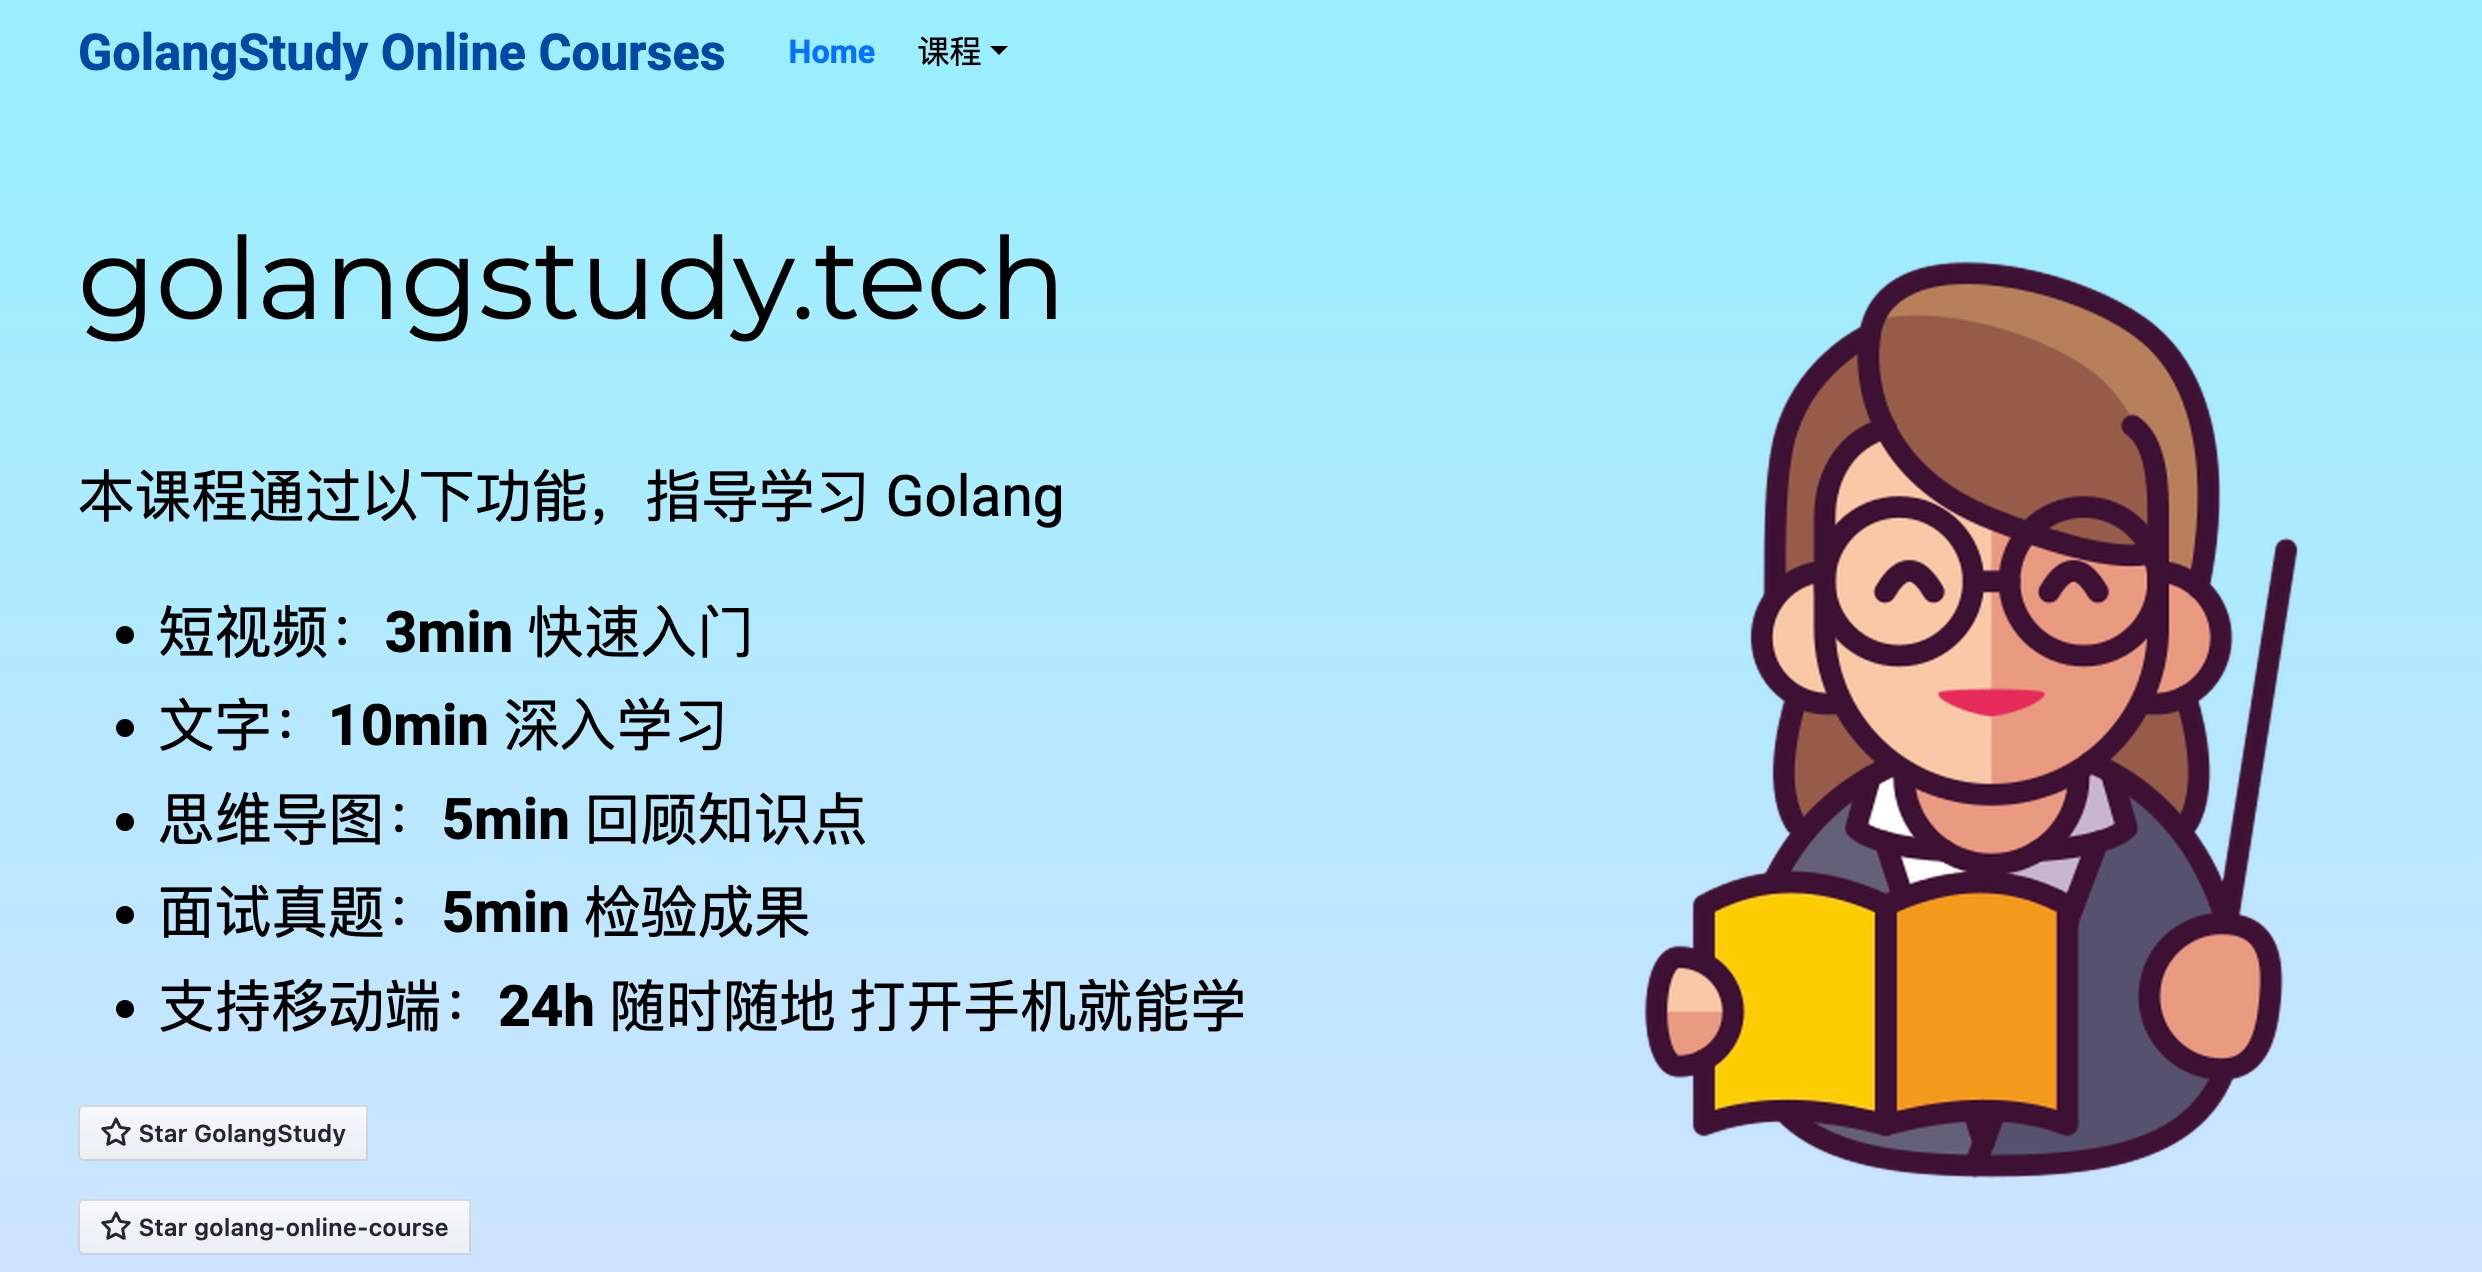 GolangStudy Online Courses Home 课程
golangstudy.tech
本课程通过以下功能，指导学习 Golang
短视频：3min 快速入门
文字：10min 深入学习
思维导图：5min 回顾知识点
面试真题：5min 检验成果
支持移动端：24h 随时随地 打开手机就能学
Star GolangStudy
Star golang-online-course